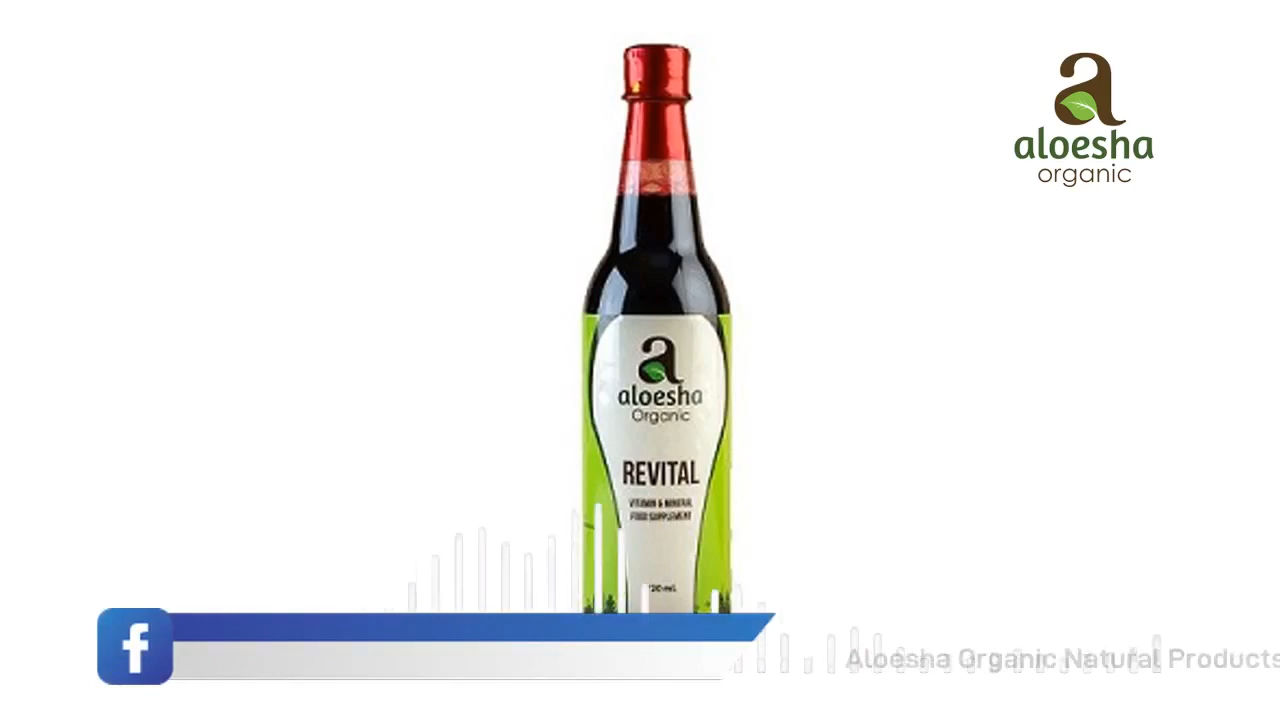 a
aloesha
organic
a
aloesha
Organic
REVITAL
VITAMIN & MINERAL
FOOD SUPPLEMENT
f
Aloesha Organic Natural Products